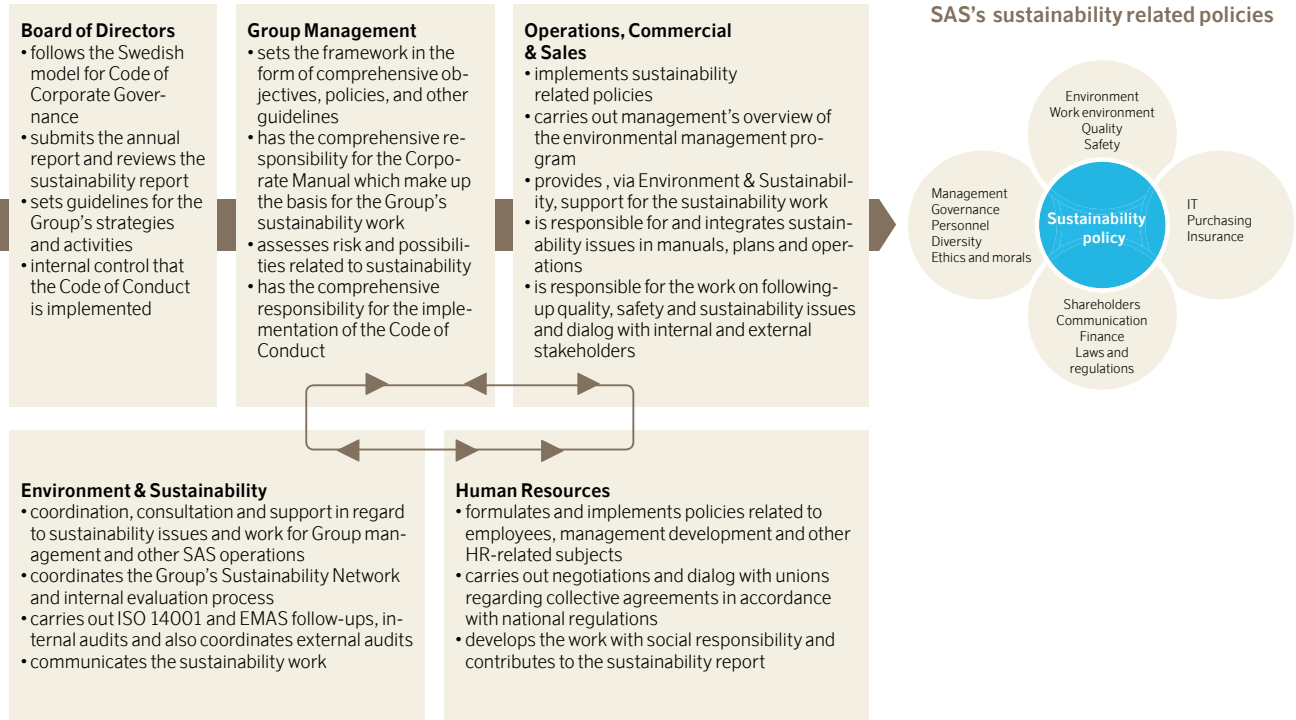 Board of Directors
• follows the Swedish
model for Code of
Corporate Gover-
nance
• submits the annual
report and reviews the
sustainability report
• sets guidelines for the
Group's strategies
and activities
• internal control that
the Code of Conduct
is implemented
Group Management
• sets the framework in the
form of comprehensive ob-
jectives, policies, and other
guidelines
• has the comprehensive re-
sponsibility for the Corpo-
rate Manual which make up
the basis for the Group's
sustainability work
• assesses risk and possibili-
ties related to sustainability
• has the comprehensive
responsibility for the imple-
mentation of the Code of
Conduct
Operations, Commercial
& Sales
• implements sustainability
related policies
• carries out management's overview of
the environmental management pro-
gram
• provides , via Environment & Sustainabil-
ity, support for the sustainability work
• is responsible for and integrates sustain-
ability issues in manuals, plans and oper-
ations
• is responsible for the work on following-
up quality, safety and sustainability issues
and dialog with internal and external
stakeholders
SAS's sustainability related policies
Environment
Work environment
Quality
Safety
Management
Governance
Personnel
Diversity
Ethics and morals
Sustainability
policy
IT
Purchasing
Insurance
Shareholders
Communication
Finance
Laws and
regulations
Environment & Sustainability
• coordination, consultation and support in regard
to sustainability issues and work for Group man-
agement and other SAS operations
• coordinates the Group's Sustainability Network
and internal evaluation process
• carries out ISO 14001 and EMAS follow-ups, in-
ternal audits and also coordinates external audits
• communicates the sustainability work
Human Resources
• formulates and implements policies related to
employees, management development and other
HR-related subjects
• carries out negotiations and dialog with unions
regarding collective agreements in accordance
with national regulations
• develops the work with social responsibility and
contributes to the sustainability report